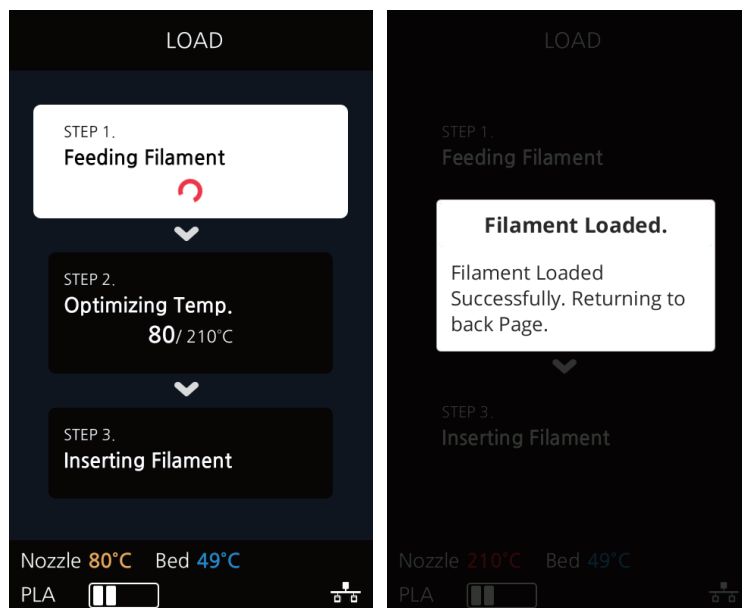 LOAD
STEP 1.
Feeding Filament
STEP 2.
Optimizing Temp.
80/ 210°C
STEP 3.
Inserting Filament
Nozzle 80°C Bed 49°C
PLA
LOAD
STEP 1.
Feeding Filament
Filament Loaded.
Filament Loaded
Successfully. Returning to
back Page.
STEP 3.
Inserting Filament
Nozzle 210°C Bed 49°C
PLA